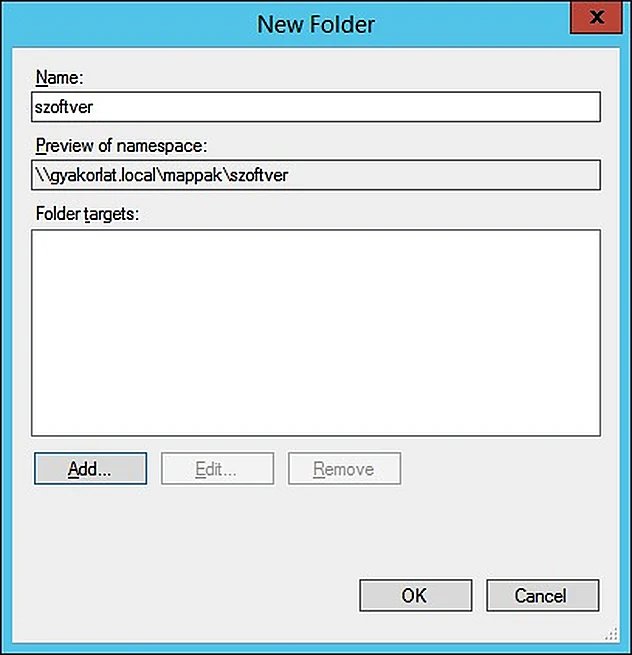 New Folder
x
Name:
szoftver
Preview of namespace:
\\gyakorlat.local\mappak\szoftver
Folder targets:
Add... Edit... Remove
OK Cancel